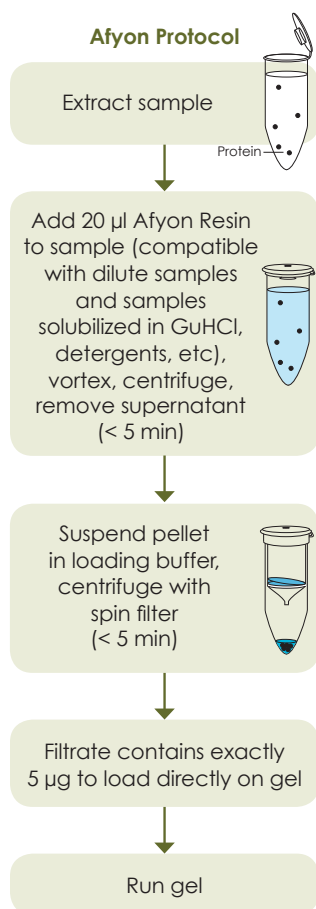 Afyon Protocol
Extract sample
Protein
Add 20 µl Afyon Resin
to sample (compatible
with dilute samples
and samples
solubilized in GuHCl,
detergents, etc),
vortex, centrifuge,
remove supernatant
(< 5 min)
Suspend pellet
in loading buffer,
centrifuge with
spin filter
(< 5 min)
Filtrate contains exactly
5 µg to load directly on gel
Run gel